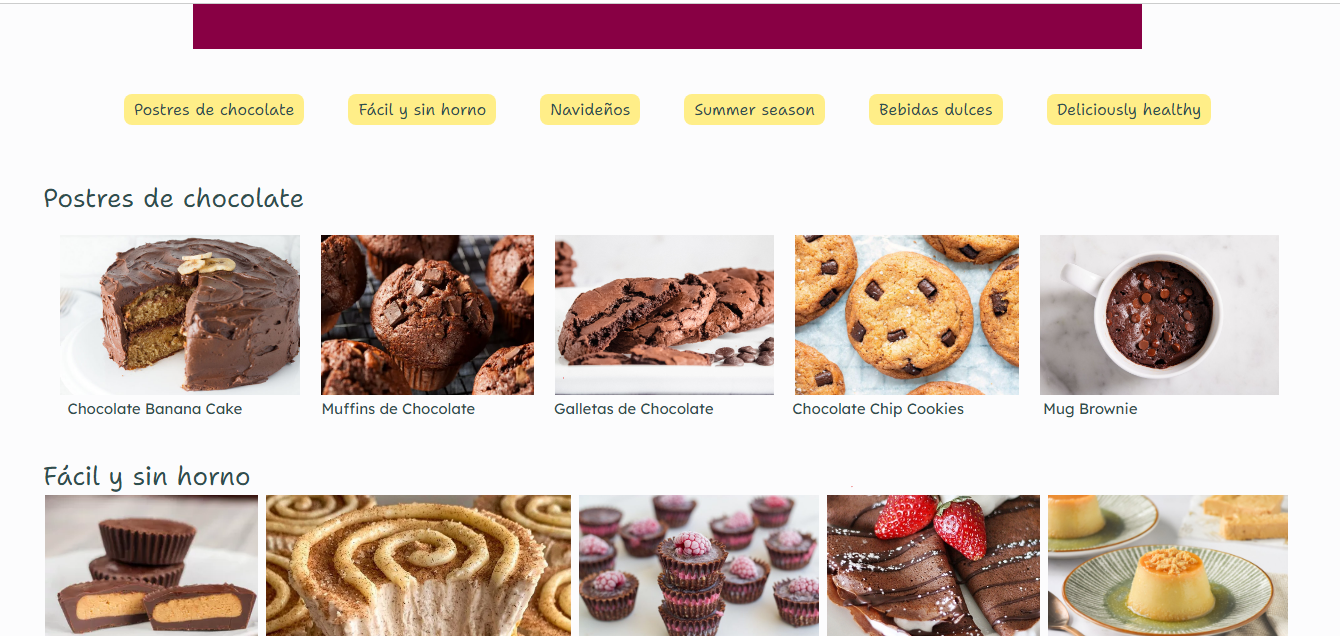 Postres de chocolate
Fácil y sin horno
Navideños
Summer season
Bebidas dulces
Deliciously healthy
Postres de chocolate
Chocolate Banana Cake
Muffins de Chocolate
Galletas de Chocolate
Chocolate Chip Cookies
Mug Brownie
Fácil y sin horno